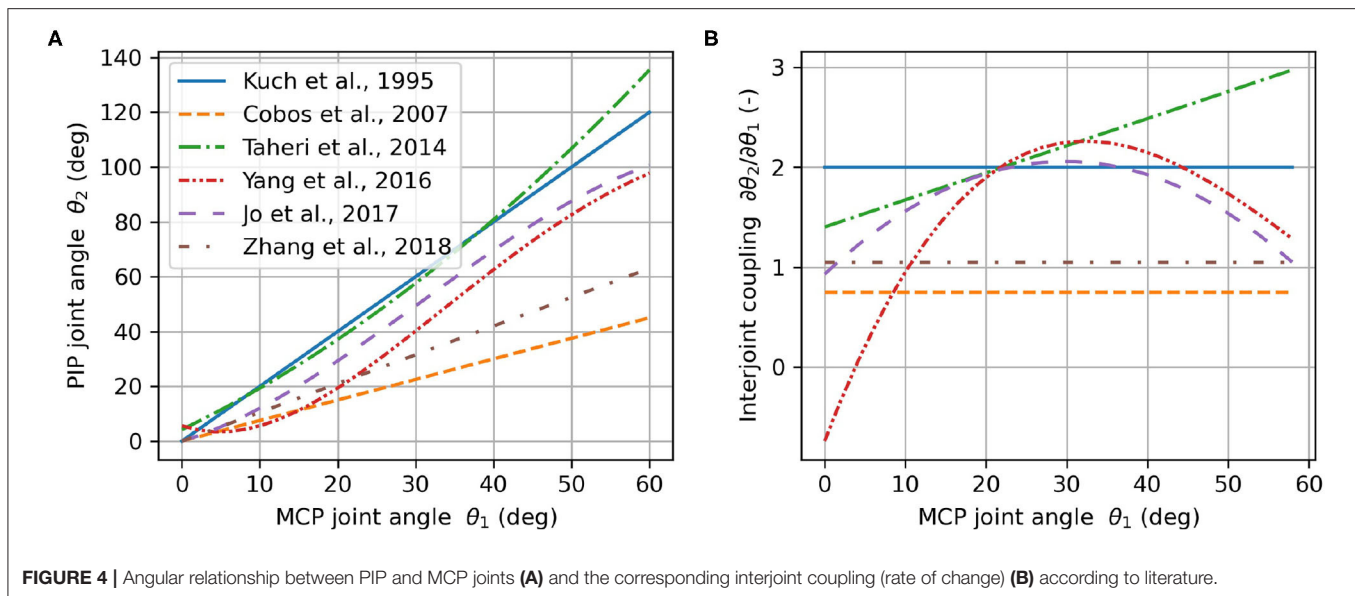 A
140
120
100
80
60
40
20
0
PIP joint angle θ₂ (deg)
Kuch et al., 1995
Cobos et al., 2007
Taheri et al., 2014
Yang et al., 2016
Jo et al., 2017
Zhang et al., 2018
0 10 20 30 40 50 60
MCP joint angle θ₁ (deg)
B
3
2
1
0
Interjoint coupling ∂θ₂/∂θ₁ (-)
0 10 20 30 40 50 60
MCP joint angle θ₁ (deg)
FIGURE 4 | Angular relationship between PIP and MCP joints (A) and the corresponding interjoint coupling (rate of change) (B) according to literature.